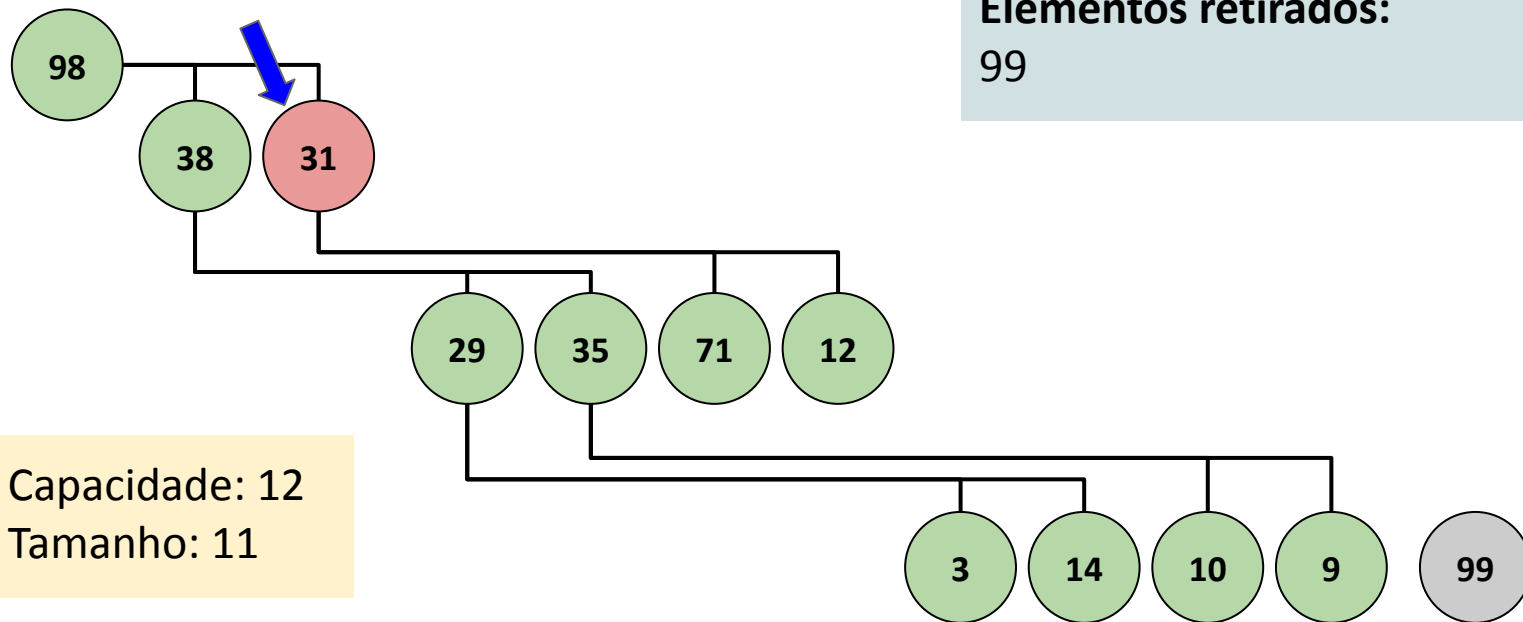 Elementos retirados:
99
98
38 31
29 35 71 12
Capacidade: 12
Tamanho: 11
3 14 10 9 99